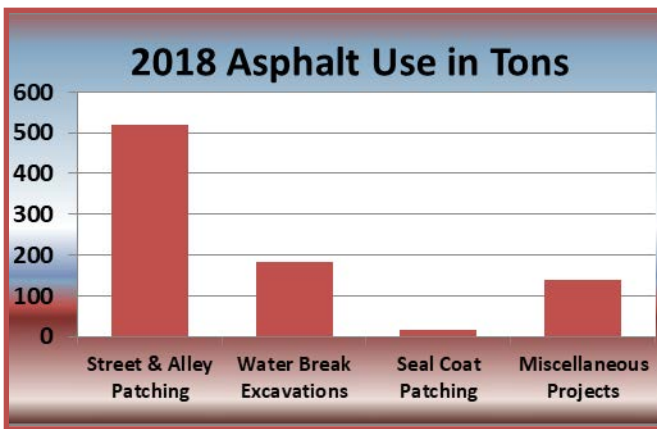 2018 Asphalt Use in Tons
600
500
400
300
200
100
0
Street & Alley Patching
Water Break Excavations
Seal Coat Patching
Miscellaneous Projects